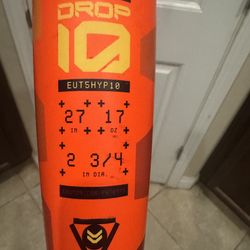 DROP
10
EUT5HYP10
27 17
IN OZ
2 3/4
IN DIA.